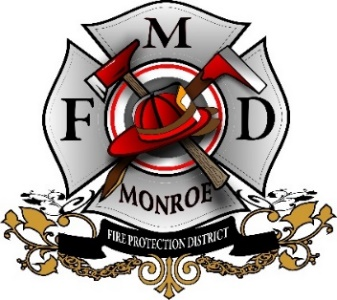 M
F D
MONROE
FIRE PROTECTION DISTRICT